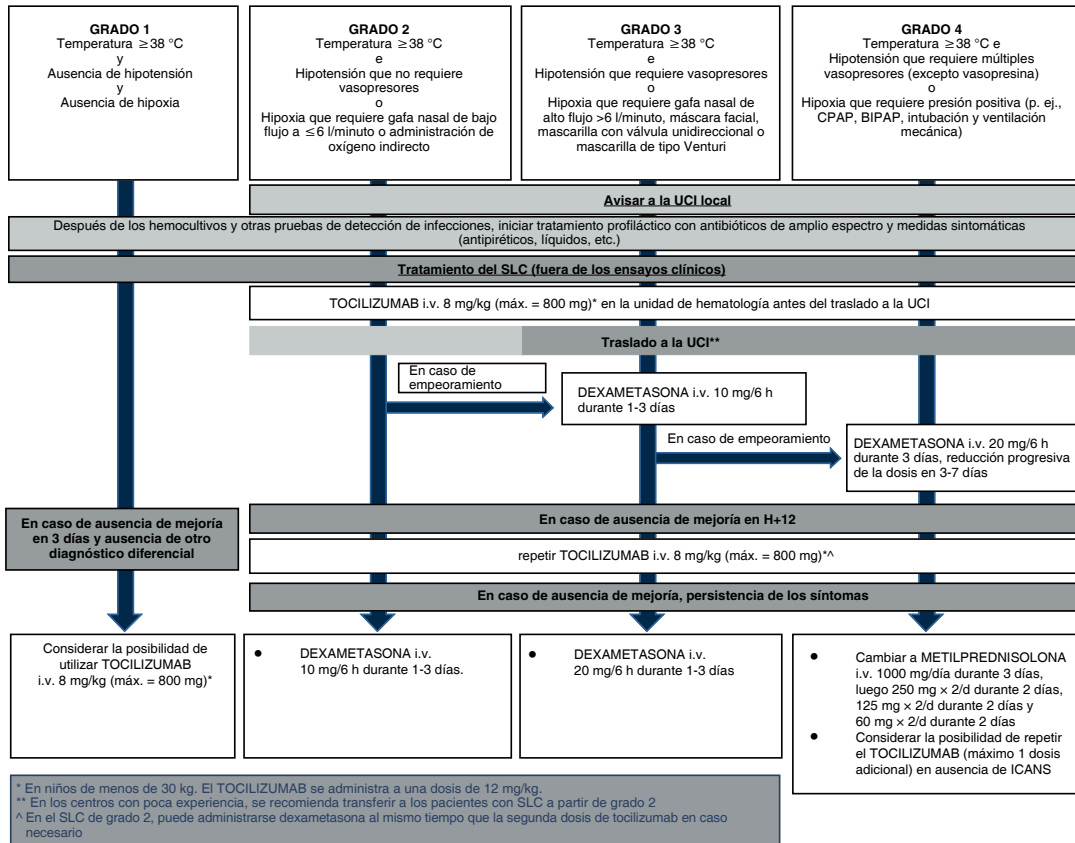 GRADO 1
Temperatura ≥38 °C
y
Ausencia de hipotensión
y
Ausencia de hipoxia
GRADO 2
Temperatura ≥38 °C
e
Hipotensión que no requiere
vasopresores
o
Hipoxia que requiere gafa nasal de bajo
flujo a ≤6 l/minuto o administración de
oxígeno indirecto
GRADO 3
Temperatura ≥38 °C
e
Hipotensión que requiere vasopresores
o
Hipoxia que requiere gafa nasal de
alto flujo >6 l/minuto, máscara facial,
mascarilla con válvula unidireccional o
mascarilla de tipo Venturi
GRADO 4
Temperatura ≥38 °C e
Hipotensión que requiere múltiples
vasopresores (excepto vasopresina)
o
Hipoxia que requiere presión positiva (p. ej.,
CPAP, BIPAP, intubación y ventilación
mecánica)
Avisar a la UCI local
Después de los hemocultivos y otras pruebas de detección de infecciones, iniciar tratamiento profiláctico con antibióticos de amplio espectro y medidas sintomáticas
(antipiréticos, líquidos, etc.)
Tratamiento del SLC (fuera de los ensayos clínicos)
TOCILIZUMAB i.v. 8 mg/kg (máx. = 800 mg)* en la unidad de hematología antes del traslado a la UCI
Traslado a la UCI**
En caso de
empeoramiento
DEXAMETASONA i.v. 10 mg/6 h
durante 1-3 días
En caso de empeoramiento
DEXAMETASONA i.v. 20 mg/6 h
durante 3 días, reducción progresiva
de la dosis en 3-7 días
En caso de ausencia de mejoría
en 3 días y ausencia de otro
diagnóstico diferencial
En caso de ausencia de mejoría en H+12
repetir TOCILIZUMAB i.v. 8 mg/kg (máx. = 800 mg)*^
En caso de ausencia de mejoría, persistencia de los síntomas
Considerar la posibilidad de
utilizar TOCILIZUMAB
i.v. 8 mg/kg (máx. = 800 mg)*
• DEXAMETASONA i.v.
10 mg/6 h durante 1-3 días.
• DEXAMETASONA i.v.
20 mg/6 h durante 1-3 días
• Cambiar a METILPREDNISOLONA
i.v. 1000 mg/día durante 3 días,
luego 250 mg × 2/d durante 2 días,
125 mg × 2/d durante 2 días y
60 mg × 2/d durante 2 días
• Considerar la posibilidad de repetir
el TOCILIZUMAB (máximo 1 dosis
adicional) en ausencia de ICANS
* En niños de menos de 30 kg. El TOCILIZUMAB se administra a una dosis de 12 mg/kg.
** En los centros con poca experiencia, se recomienda transferir a los pacientes con SLC a partir de grado 2
^ En el SLC de grado 2, puede administrarse dexametasona al mismo tiempo que la segunda dosis de tocilizumab en caso
necesario